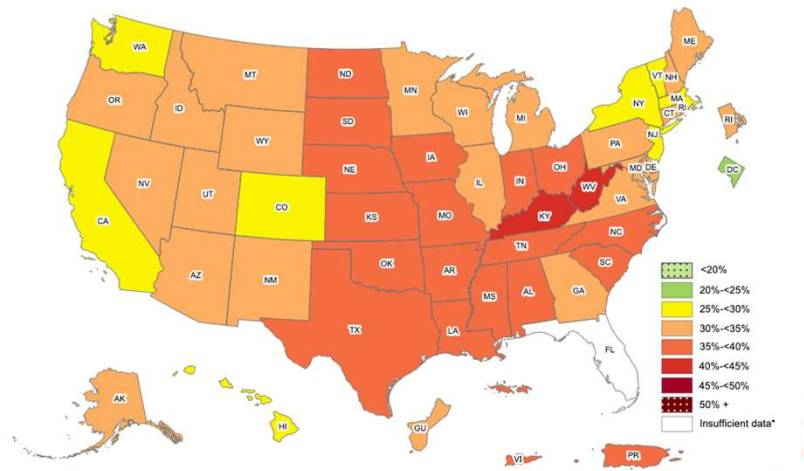 WA
MT
ND
MN
ME
OR
ID
WY
SD
WI
MI
VT
NH
NY
MA
CT
RI
RI
NV
UT
CO
NE
IA
IL
IN
OH
PA
NJ
MD
DE
DC
CA
KS
MO
KY
WV
VA
AZ
NM
OK
AR
TN
NC
SC
TX
LA
MS
AL
GA
FL
AK
HI
GU
VI
PR
<20%
20%-<25%
25%-<30%
30%-<35%
35%-<40%
40%-<45%
45%-<50%
50% +
Insufficient data*